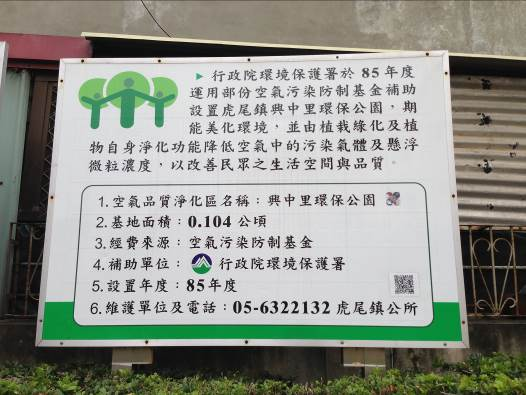 ▶ 行政院環境保護署於 85年度
運用部份空氣污染防制基金補助
設置虎尾鎮興中里環保公園，期
能美化環境，並由植栽綠化及植
物自身淨化功能降低空氣中的污染氣體及懸浮
微粒濃度，以改善民眾之生活空間與品質。
1.空氣品質淨化區名稱：興中里環保公園
2.基地面積：0.104 公頃
3.經費來源：空氣污染防制基金
4.補助單位： 行政院環境保護署
5.設置年度：85年度
6.維護單位及電話：05-6322132 虎尾鎮公所